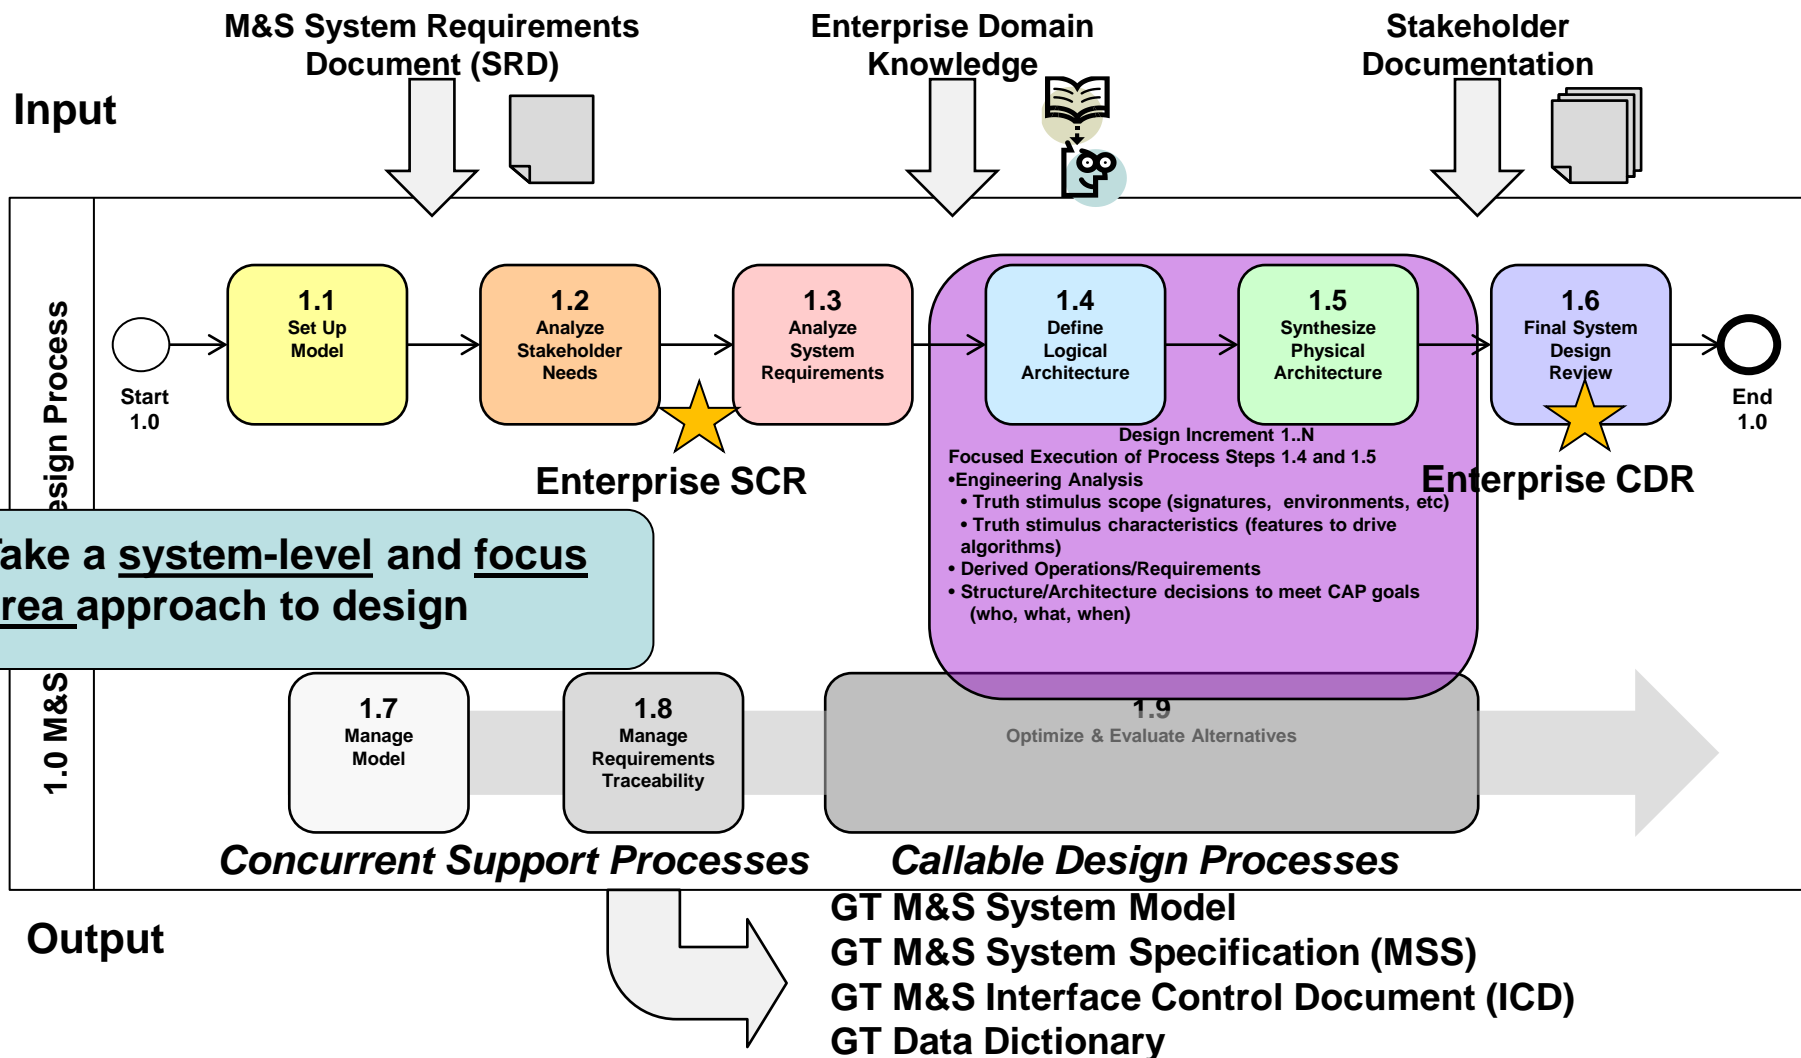 M&S System Requirements
Document (SRD)
Enterprise Domain
Knowledge
Stakeholder
Documentation
Input
Start
1.0
1.1
Set Up
Model
1.2
Analyze
Stakeholder
Needs
1.3
Analyze
System
Requirements
1.4
Define
Logical
Architecture
1.5
Synthesize
Physical
Architecture
1.6
Final System
Design
Review
End
1.0
Enterprise SCR
Enterprise CDR
Design Increment 1..N
Focused Execution of Process Steps 1.4 and 1.5
•Engineering Analysis
• Truth stimulus scope (signatures, environments, etc)
• Truth stimulus characteristics (features to drive
algorithms)
• Derived Operations/Requirements
• Structure/Architecture decisions to meet CAP goals
(who, what, when)
ake a system-level and focus
rea approach to design
1.0 M&S esign Process
1.7
Manage
Model
1.8
Manage
Requirements
Traceability
1.9
Optimize & Evaluate Alternatives
Concurrent Support Processes
Callable Design Processes
Output
GT M&S System Model
GT M&S System Specification (MSS)
GT M&S Interface Control Document (ICD)
GT Data Dictionary